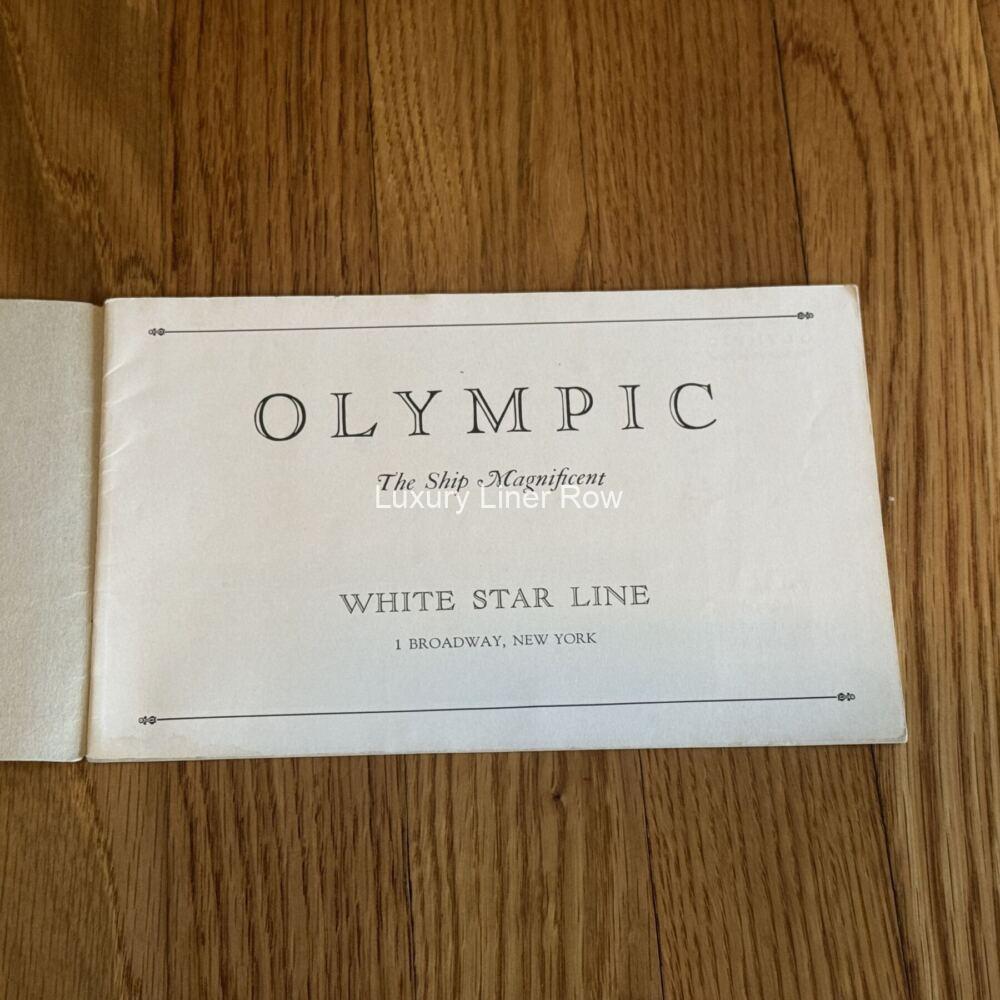 OLYMPIC
The Ship Magnificent
Luxury Liner Row
WHITE STAR LINE
1 BROADWAY, NEW YORK